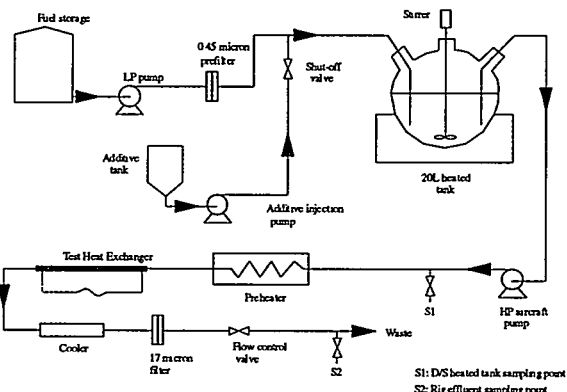 Fuel storage
LP pump
0.45 micron
prefilter
Shut-off
valve
Stirrer
Additive
tank
Additive injection
pump
20L heated
tank
Test Heat Exchanger
Preheater
S1
HP aircraft
pump
Cooler
17 micron
filter
Flow control
valve
S2
Waste
S1: D/S heated tank sampling point
S2: Rig effluent sampling point